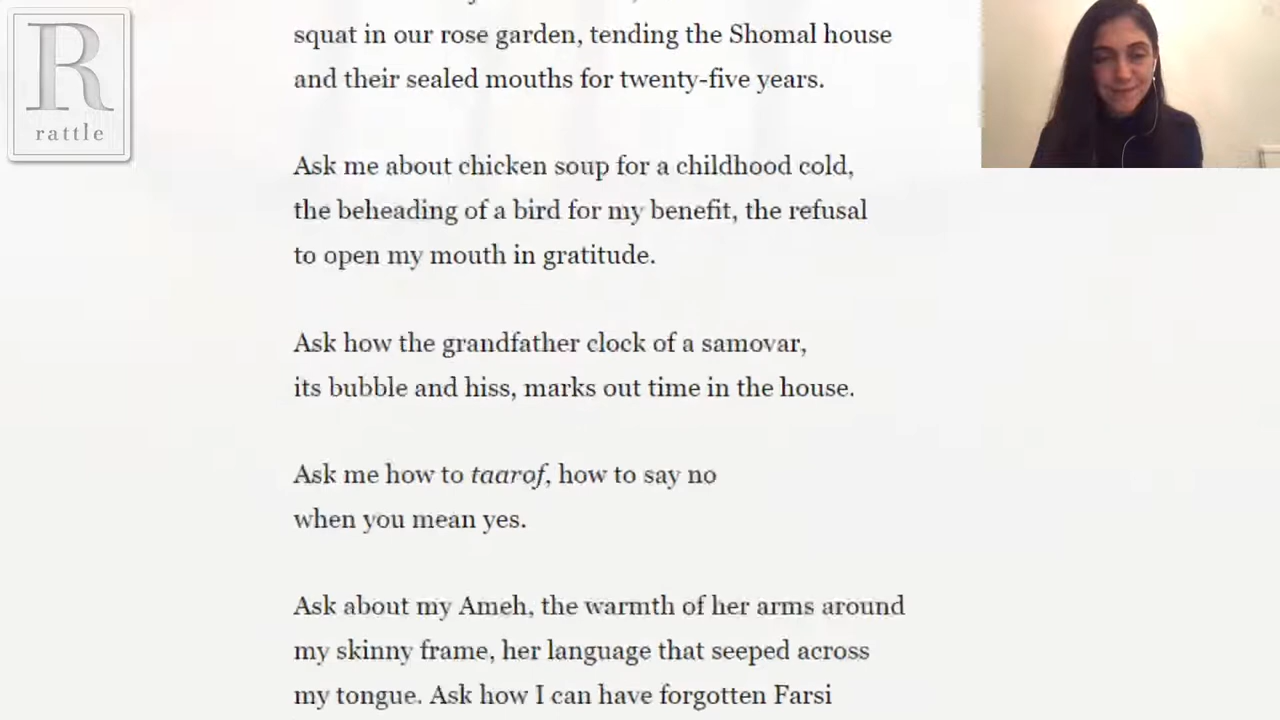 R
rattle
squat in our rose garden, tending the Shomal house
and their sealed mouths for twenty-five years.
Ask me about chicken soup for a childhood cold,
the beheading of a bird for my benefit, the refusal
to open my mouth in gratitude.
Ask how the grandfather clock of a samovar,
its bubble and hiss, marks out time in the house.
Ask me how to taarof, how to say no
when you mean yes.
Ask about my Ameh, the warmth of her arms around
my skinny frame, her language that seeped across
my tongue. Ask how I can have forgotten Farsi